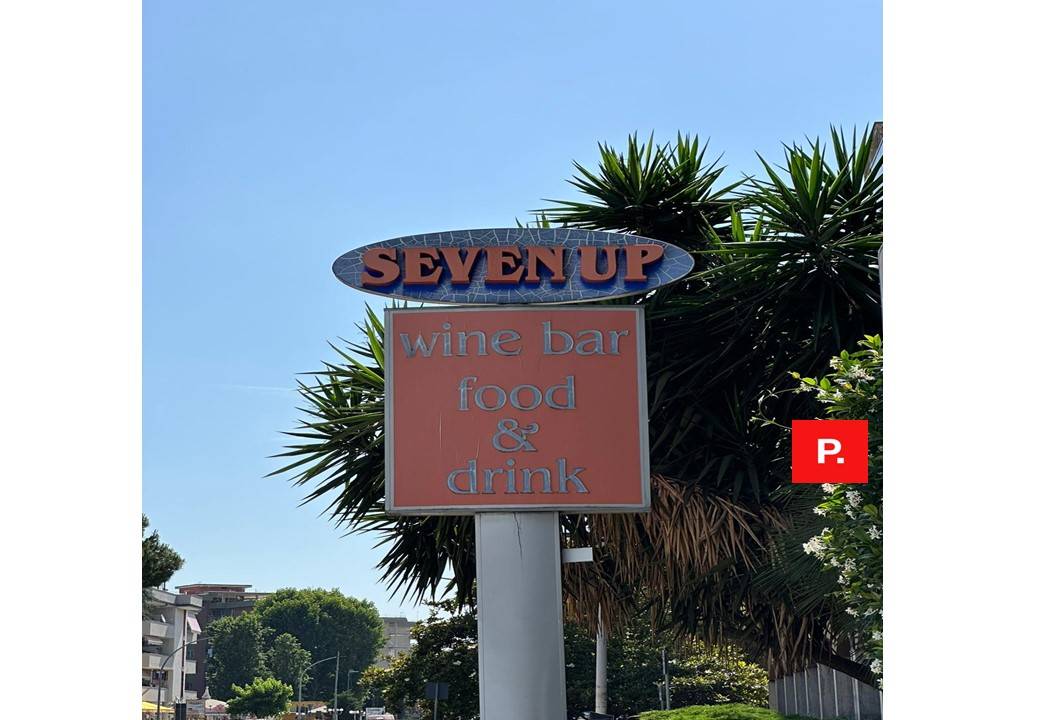 SEVEN UP
wine bar
food
&
drink
P.